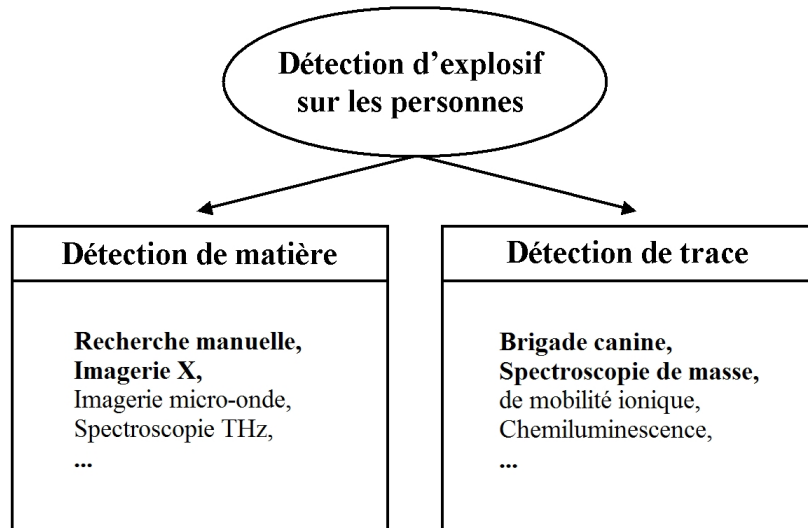 Détection d’explosif
sur les personnes
Détection de matière
Recherche manuelle,
Imagerie X,
Imagerie micro-onde,
Spectroscopie THz,
...
Détection de trace
Brigade canine,
Spectroscopie de masse,
de mobilité ionique,
Chemiluminescence,
...